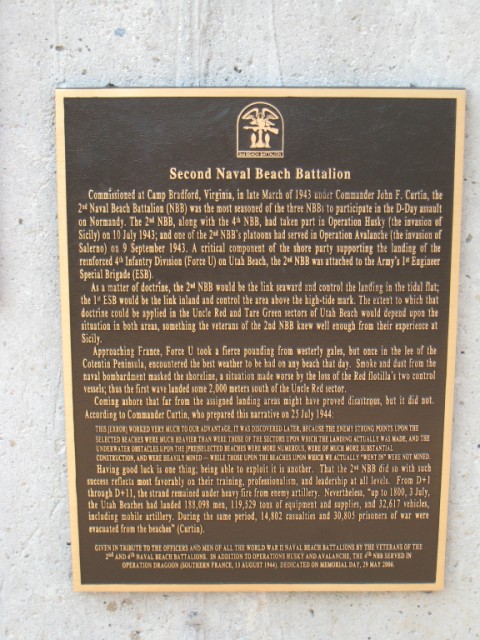 2ND BEACH BATTALION
Second Naval Beach Battalion
Commissioned at Camp Bradford, Virginia, in late March of 1943 under Commander John F. Curtin, the
2nd Naval Beach Battalion (NBB) was the most seasoned of the three NBBs to participate in the D-Day assault
on Normandy. The 2nd NBB, along with the 4th NBB, had taken part in Operation Husky (the invasion of
Sicily) on 10 July 1943; and one of the 2nd NBB's platoons had served in Operation Avalanche (the invasion of
Salerno) on 9 September 1943. A critical component of the shore party supporting the landing of the
reinforced 4th Infantry Division (Force U) on Utah Beach, the 2nd NBB was attached to the Army's 1st Engineer
Special Brigade (ESB).
As a matter of doctrine, the 2nd NBB would be the link seaward and control the landing in the tidal flat;
the 1st ESB would be the link inland and control the area above the high-tide mark. The extent to which that
doctrine could be applied in the Uncle Red and Tare Green sectors of Utah Beach would depend upon the
situation in both areas, something the veterans of the 2nd NBB knew well enough from their experience at
Sicily.
Approaching France, Force U took a fierce pounding from westerly gales, but once in the lee of the
Cotentin Peninsula, encountered the best weather to be had on any beach that day. Smoke and dust from the
naval bombardment masked the shoreline, a situation made worse by the loss of the Red flotilla's two control
vessels; thus the first wave landed some 2,000 meters south of the Uncle Red sector.
Coming ashore that far from the assigned landing areas might have proved disastrous, but it did not.
According to Commander Curtin, who prepared this narrative on 25 July 1944:
THIS [ERROR] WORKED VERY MUCH TO OUR ADVANTAGE, IT WAS DISCOVERED LATER, BECAUSE THE ENEMY STRONG POINTS UPON THE
SELECTED BEACHES WERE MUCH HEAVIER THAN WERE THOSE OF THE SECTORS UPON WHICH THE LANDING ACTUALLY WAS MADE, AND THE
UNDERWATER OBSTACLES UPON THE [PRE]SELECTED BEACHES WERE MORE NUMEROUS, WERE OF MUCH MORE SUBSTANTIAL
CONSTRUCTION, AND WERE HEAVILY MINED — WHILE THOSE UPON THE BEACHES UPON WHICH WE ACTUALLY "WENT IN" WERE NOT MINED.
Having good luck is one thing; being able to exploit it is another. That the 2nd NBB did so with such
success reflects most favorably on their training, professionalism, and leadership at all levels. From D+1
through D+11, the strand remained under heavy fire from enemy artillery. Nevertheless, "up to 1800, 3 July,
the Utah Beaches had landed 188,098 men, 119,529 tons of equipment and supplies, and 32,617 vehicles,
including mobile artillery. During the same period, 14,802 casualties and 30,805 prisoners of war were
evacuated from the beaches" (Curtin).
GIVEN IN TRIBUTE TO THE OFFICERS AND MEN OF ALL THE WORLD WAR II NAVAL BEACH BATTALIONS BY THE VETERANS OF THE
2ND AND 4TH NAVAL BEACH BATTALIONS. IN ADDITION TO OPERATIONS HUSKY AND AVALANCHE, THE 4TH NBB SERVED IN
OPERATION DRAGOON (SOUTHERN FRANCE, 15 AUGUST 1944). DEDICATED ON MEMORIAL DAY, 29 MAY 2006.